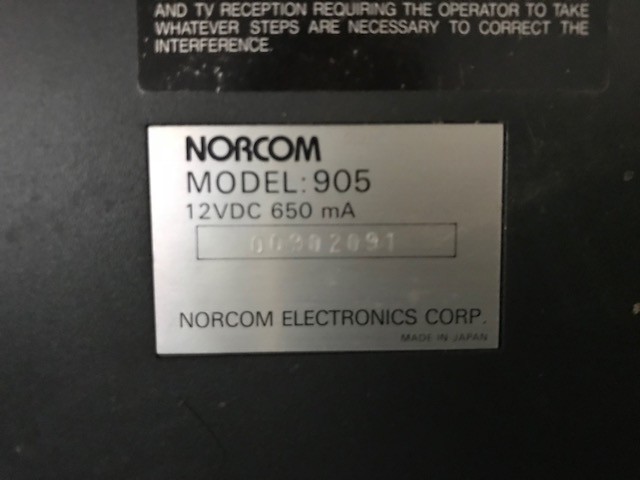 AND TV RECEPTION REQUIRING THE OPERATOR TO TAKE
WHATEVER STEPS ARE NECESSARY TO CORRECT THE
INTERFERENCE.
NORCOM
MODEL: 905
12VDC 650 mA
00902091
NORCOM ELECTRONICS CORP.
MADE IN JAPAN